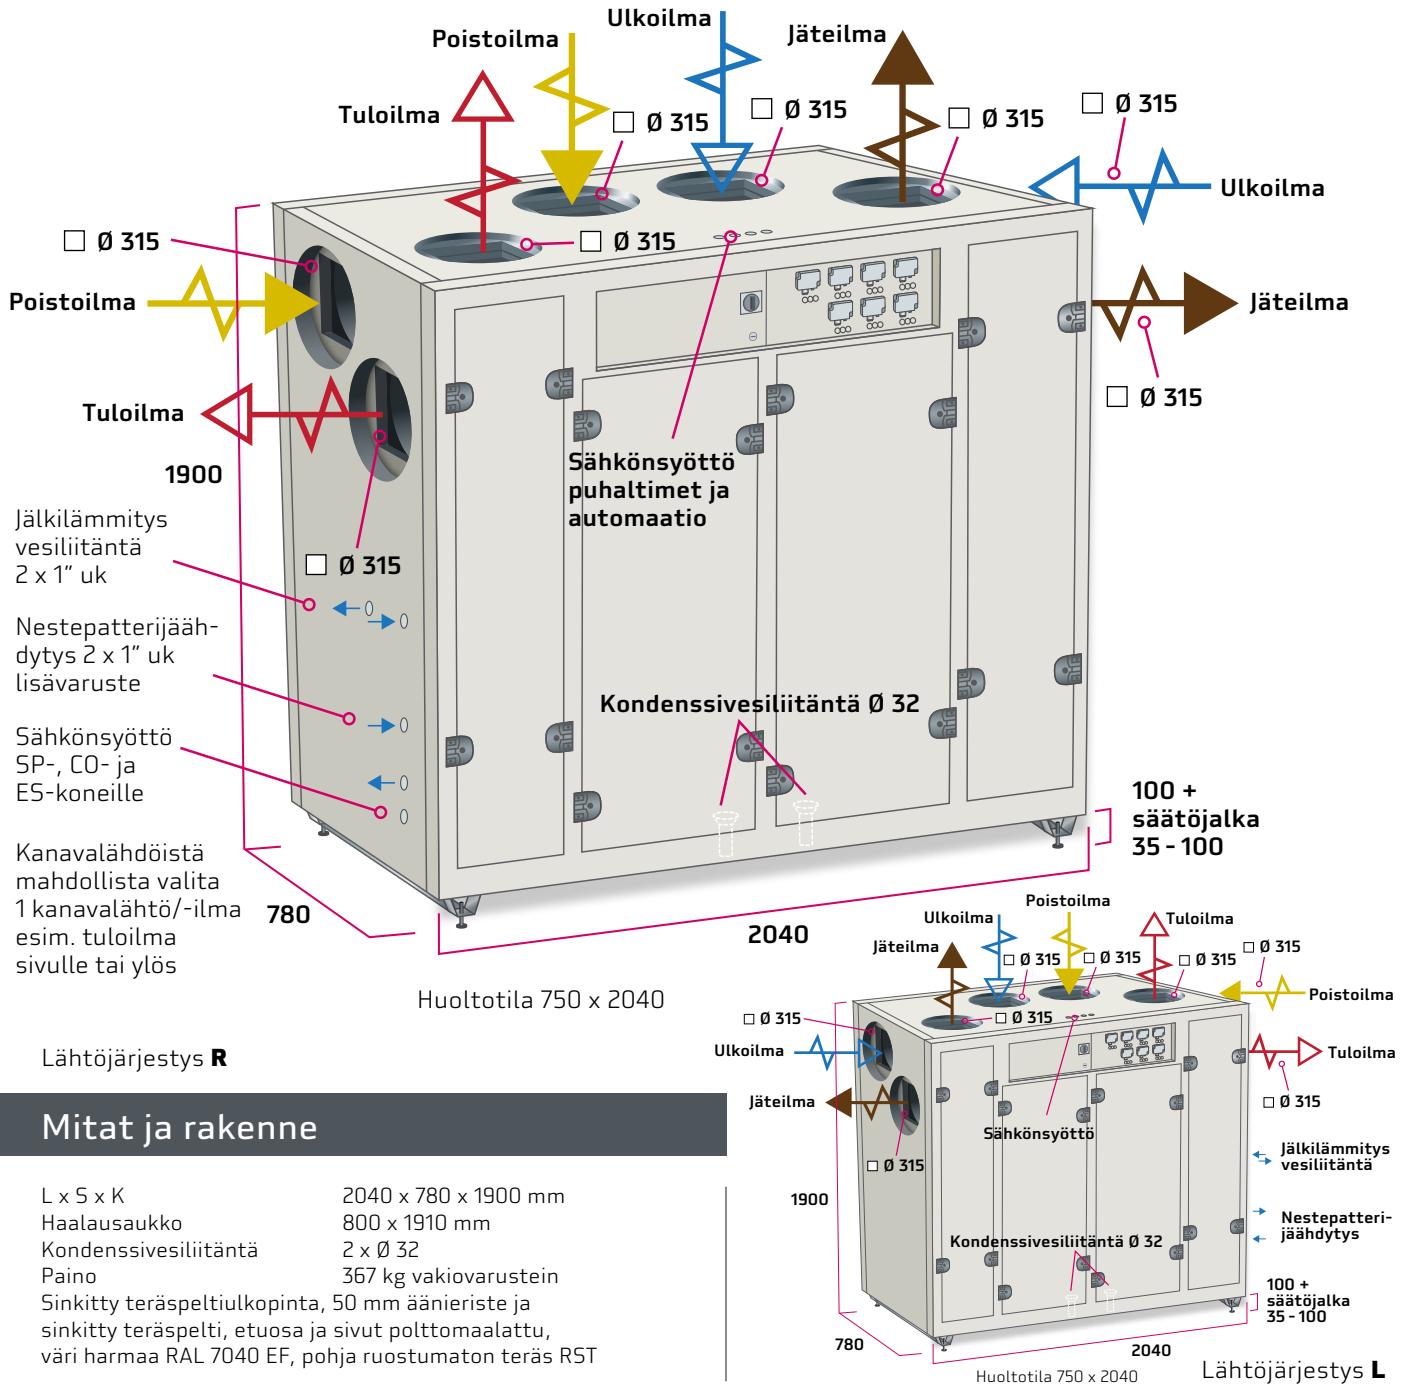 Ulkoilma
Poistoilma
Jäteilma
Tuloilma
Ø 315
Ø 315
Ø 315
Ø 315
Ulkoilma
Ø 315
Ø 315
Poistoilma
Jäteilma
Ø 315
Tuloilma
1900
Sähkönsyöttö
puhaltimet ja
automaatio
Ø 315
Jälkilämmitys
vesiliitäntä
2 x 1” uk
Nestepatterijääh-
dytys 2 x 1” uk
lisävaruste
Sähkönsyöttö
SP-, CO- ja
ES-koneille
Kondenssivesiliitäntä Ø 32
100 +
säätöjalka
35 - 100
Kanavalähdöistä
mahdollista valita
1 kanavalähtö/-ilma
esim. tuloilma
sivulle tai ylös
780
2040
Huoltotila 750 x 2040
Lähtöjärjestys R
Poistoilma
Ulkoilma
Tuloilma
Jäteilma
Ø 315
Ø 315
Ø 315
Ø 315
Poistoilma
Ø 315
Ø 315
Ulkoilma
Tuloilma
Jäteilma
Ø 315
Sähkönsyöttö
Ø 315
Jälkilämmitys
vesiliitäntä
1900
Nestepatteri-
jäähdytys
Kondenssivesiliitäntä Ø 32
100 +
säätöjalka
35 - 100
780
2040
Huoltotila 750 x 2040
Lähtöjärjestys L
Mitat ja rakenne
L x S x K 2040 x 780 x 1900 mm
Haalausaukko 800 x 1910 mm
Kondenssivesiliitäntä 2 x Ø 32
Paino 367 kg vakiovarustein
Sinkitty teräspeltiulkopinta, 50 mm äänieriste ja
sinkitty teräspelti, etuosa ja sivut polttomaalattu,
väri harmaa RAL 7040 EF, pohja ruostumaton teräs RST